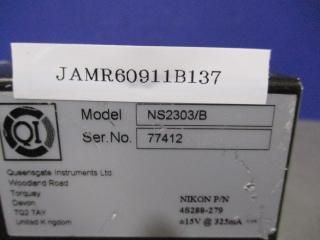 JAMR60911B137
QI
Model NS2303/B
Ser.No. 77412
Queensgate Instruments Ltd
Woodland Road
Torquay
Devon
TQ2 7AY
United Kingdom
NIKON P/N
4S288-279
±15V @ 325mA